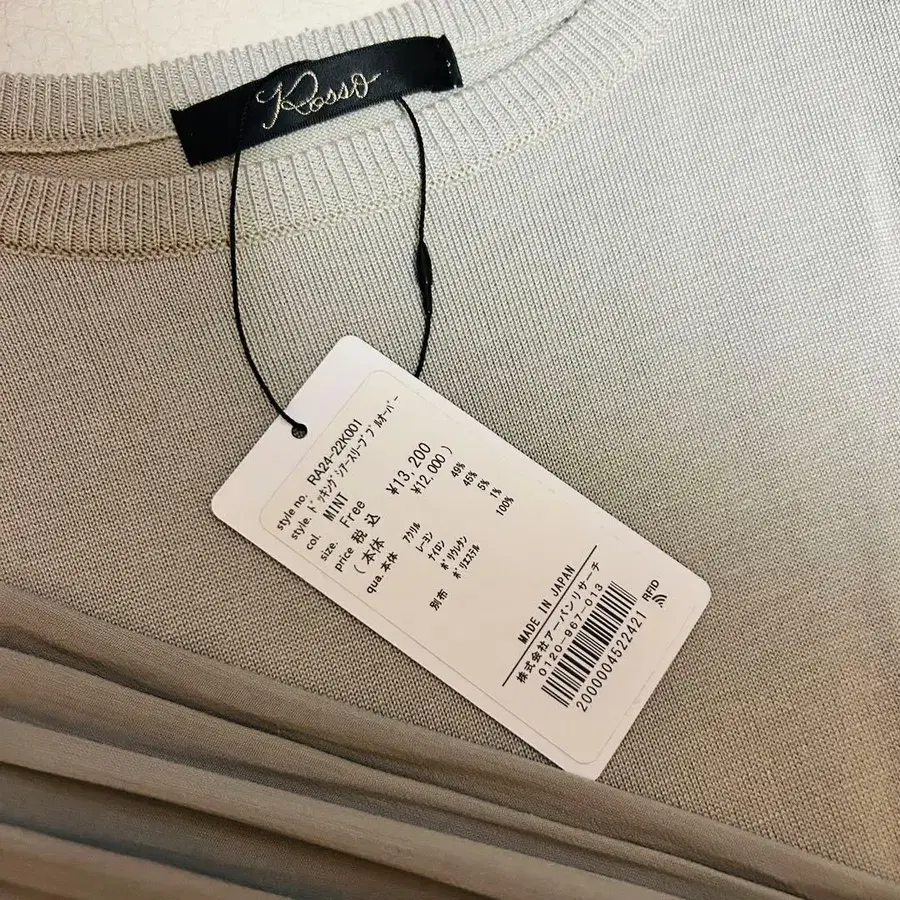 Rosso
style no. RA24-22K001
style. ドッキングシアースリーブプルオーバー
col. MINT
size. Free
price 税込 ¥13,200
(本体 ¥12,000)
qua. 本体 アクリル 49%
レーヨン 45%
ナイロン 5%
ポリウレタン 1%
別布 ポリエステル 100%
MADE IN JAPAN
株式会社アーバンリサーチ
0120-967-013
2000004522421
RFID